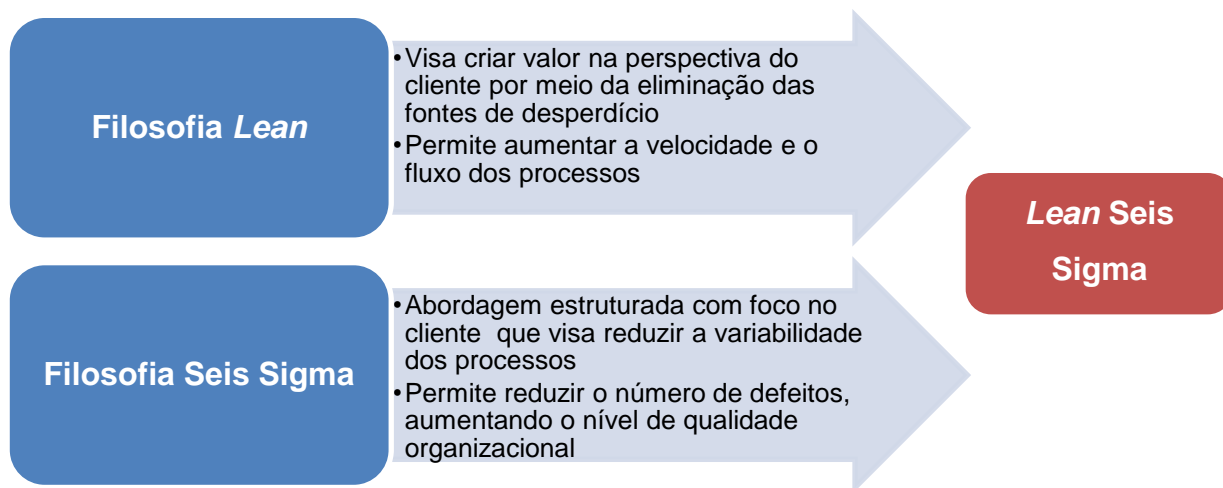 Filosofia Lean
•Visa criar valor na perspectiva do
cliente por meio da eliminação das
fontes de desperdício
•Permite aumentar a velocidade e o
fluxo dos processos
Filosofia Seis Sigma
•Abordagem estruturada com foco no
cliente que visa reduzir a variabilidade
dos processos
•Permite reduzir o número de defeitos,
aumentando o nível de qualidade
organizacional
Lean Seis
Sigma